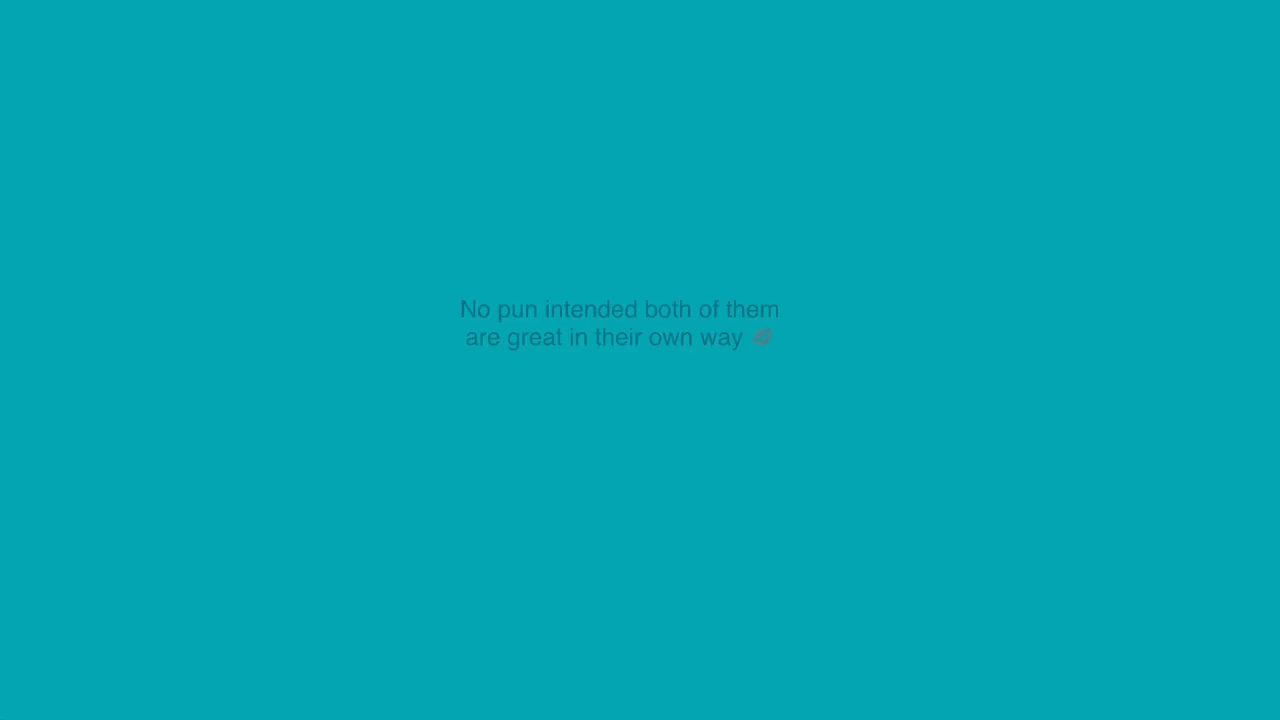 No pun intended both of them
are great in their own way